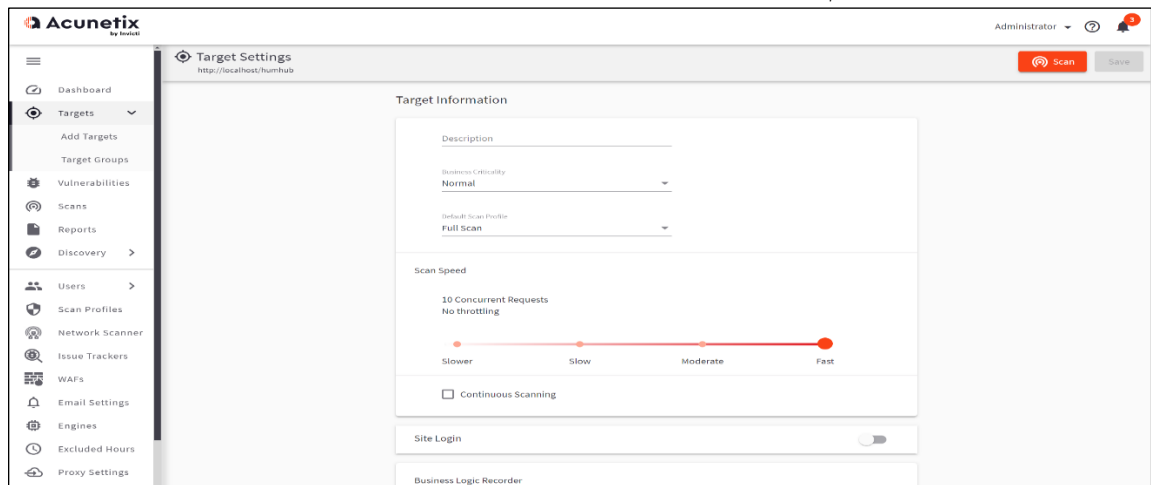 Acunetix
by Invicti
Administrator
3
Target Settings
http://localhost/humhub
Scan
Save
Dashboard
Targets
Add Targets
Target Groups
Vulnerabilities
Scans
Reports
Discovery
Users
Scan Profiles
Network Scanner
Issue Trackers
WAFs
Email Settings
Engines
Excluded Hours
Proxy Settings
Target Information
Description
Business Criticality
Normal
Default Scan Profile
Full Scan
Scan Speed
10 Concurrent Requests
No throttling
Slower Slow Moderate Fast
Continuous Scanning
Site Login
Business Logic Recorder